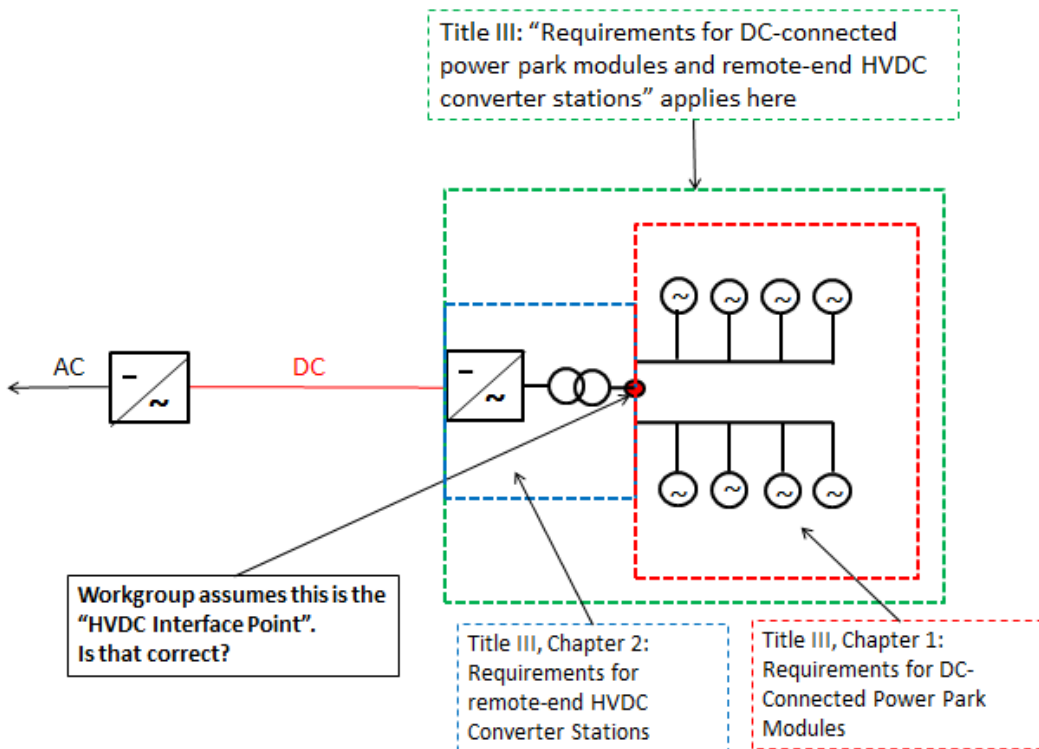 Title III: “Requirements for DC-connected
power park modules and remote-end HVDC
converter stations” applies here
AC
DC
–
~
–
~
~
~
~
~
~
~
~
~
Workgroup assumes this is the
“HVDC Interface Point”.
Is that correct?
Title III, Chapter 2:
Requirements for
remote-end HVDC
Converter Stations
Title III, Chapter 1:
Requirements for DC-
Connected Power Park
Modules